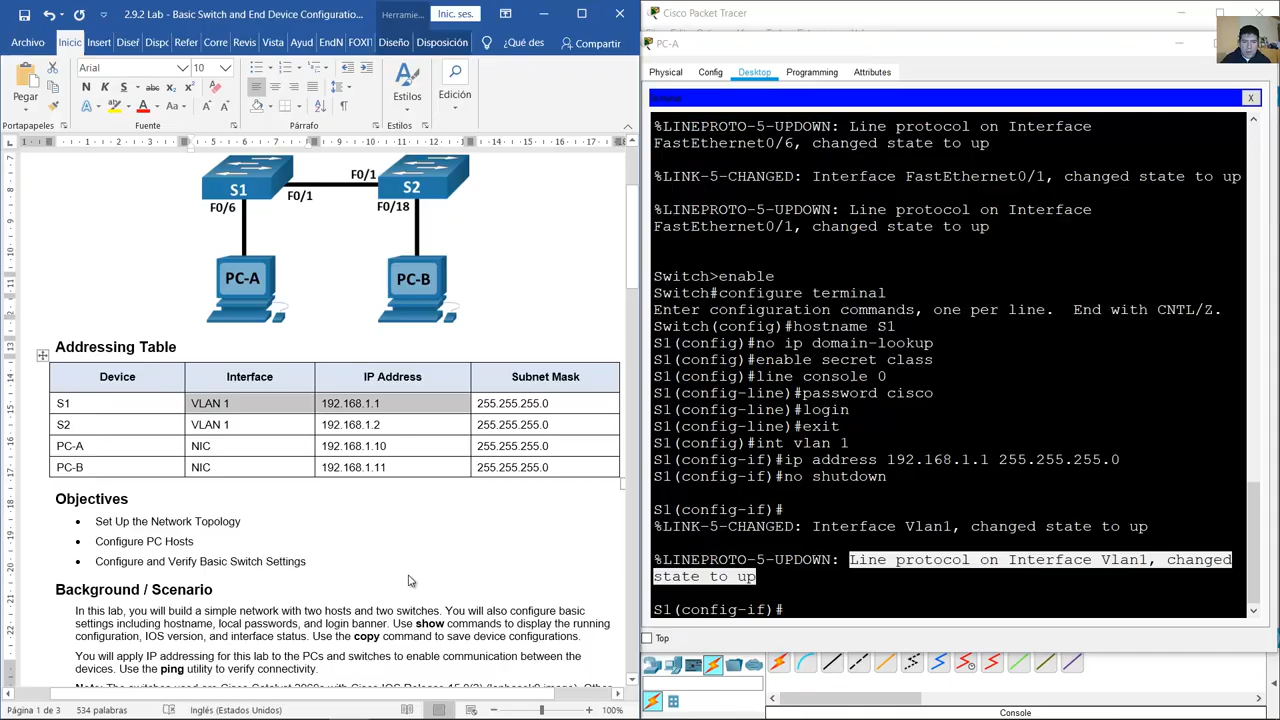 2.9.2 Lab - Basic Switch and End Device Configuratio...
Herramie...
Inic. ses.
Archivo
Inicio
Insert
Diseñ
Dispo
Refer
Corre
Revis
Vista
Ayud
EndN
FOXIT
Diseño
Disposición
¿Qué des
Compartir
Pegar
Arial
10
Estilos
Edición
Portapapeles
Fuente
Párrafo
Estilos
S1
S2
F0/1
F0/1
F0/6
F0/18
PC-A
PC-B
Addressing Table
Device Interface IP Address Subnet Mask
S1 VLAN 1 192.168.1.1 255.255.255.0
S2 VLAN 1 192.168.1.2 255.255.255.0
PC-A NIC 192.168.1.10 255.255.255.0
PC-B NIC 192.168.1.11 255.255.255.0
Objectives
• Set Up the Network Topology
• Configure PC Hosts
• Configure and Verify Basic Switch Settings
Background / Scenario
In this lab, you will build a simple network with two hosts and two switches. You will also configure basic
settings including hostname, local passwords, and login banner. Use show commands to display the running
configuration, IOS version, and interface status. Use the copy command to save device configurations.
You will apply IP addressing for this lab to the PCs and switches to enable communication between the
devices. Use the ping utility to verify connectivity.
Página 1 de 3
534 palabras
Inglés (Estados Unidos)
100%
Cisco Packet Tracer
PC-A
Physical Config Desktop Programming Attributes
X
%LINEPROTO-5-UPDOWN: Line protocol on Interface
FastEthernet0/6, changed state to up
%LINK-5-CHANGED: Interface FastEthernet0/1, changed state to up
%LINEPROTO-5-UPDOWN: Line protocol on Interface
FastEthernet0/1, changed state to up
Switch>enable
Switch#configure terminal
Enter configuration commands, one per line. End with CNTL/Z.
Switch(config)#hostname S1
S1(config)#no ip domain-lookup
S1(config)#enable secret class
S1(config)#line console 0
S1(config-line)#password cisco
S1(config-line)#login
S1(config-line)#exit
S1(config)#int vlan 1
S1(config-if)#ip address 192.168.1.1 255.255.255.0
S1(config-if)#no shutdown
S1(config-if)#
%LINK-5-CHANGED: Interface Vlan1, changed state to up
%LINEPROTO-5-UPDOWN: Line protocol on Interface Vlan1, changed
state to up
S1(config-if)#
Top
Console